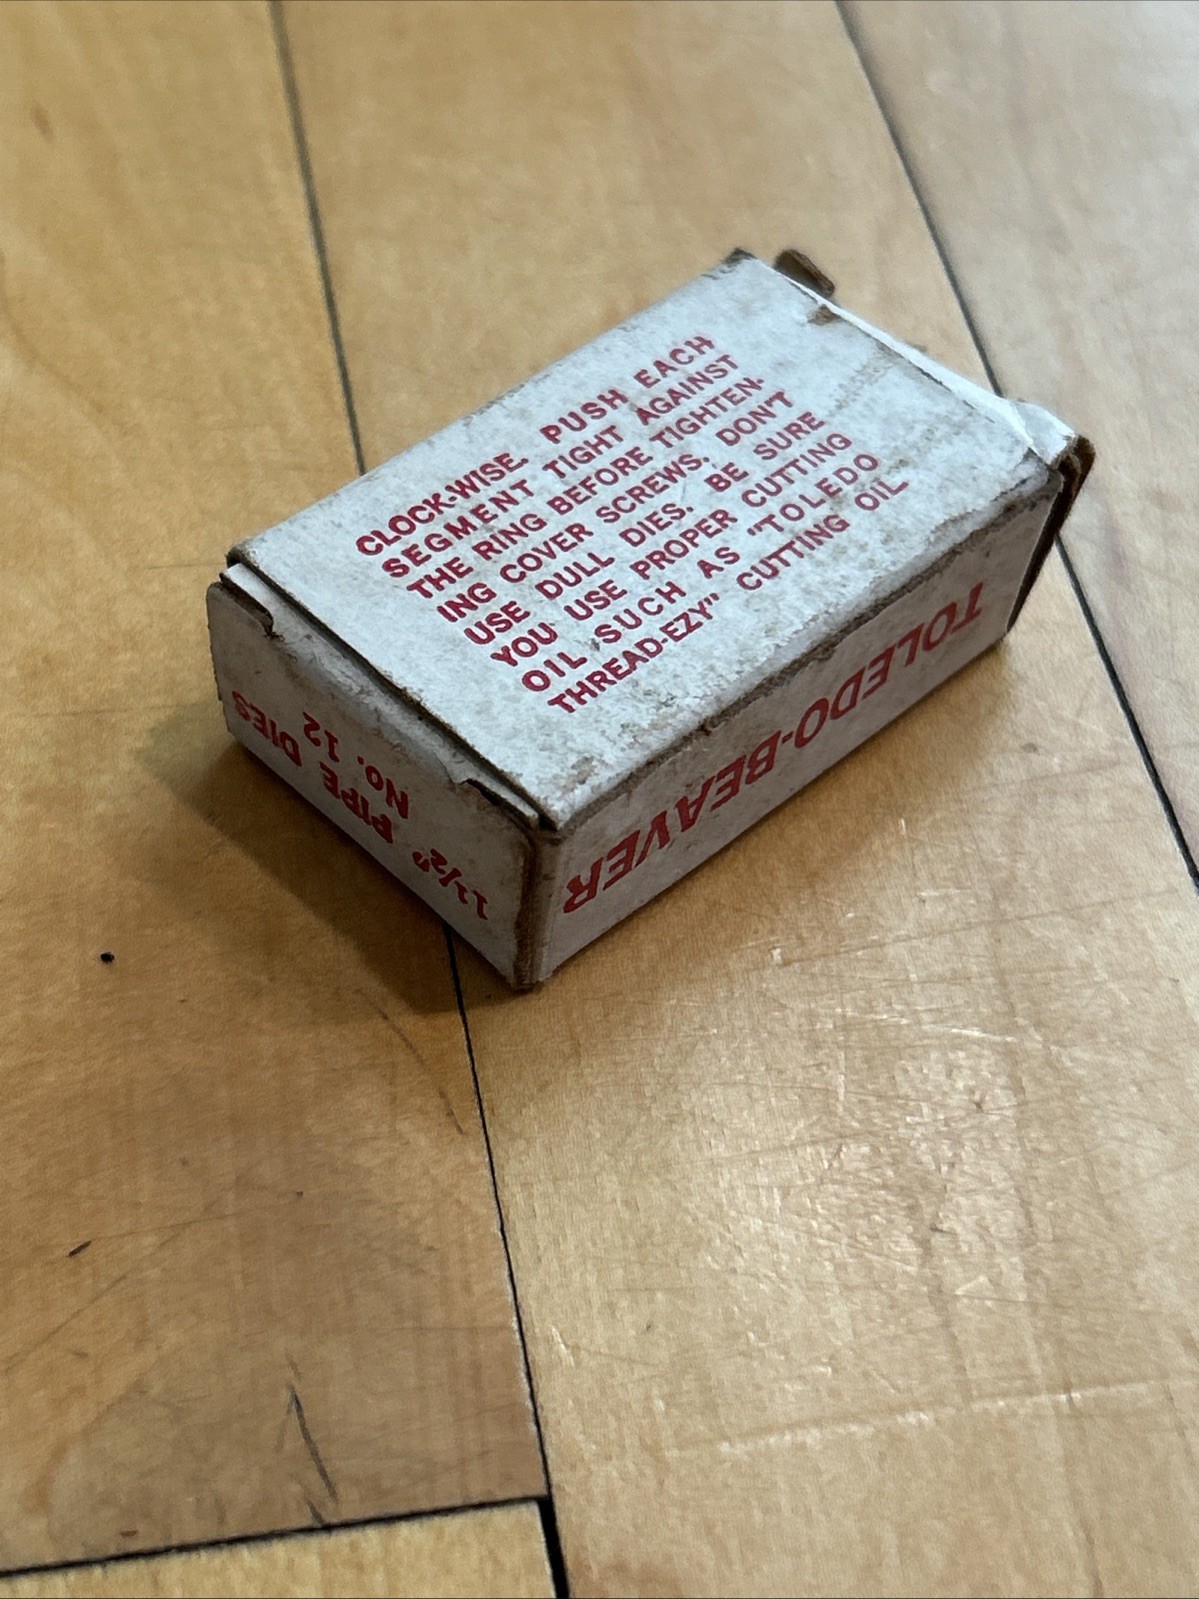 CLOCK-WISE. PUSH EACH
SEGMENT TIGHT AGAINST
THE RING BEFORE TIGHTEN-
ING COVER SCREWS. DON'T
USE DULL DIES. BE SURE
YOU USE PROPER CUTTING
OIL SUCH AS "TOLEDO
THREAD-EZY" CUTTING OIL
TOLEDO-BEAVER
1 1/2" PIPE DIES
No. 12